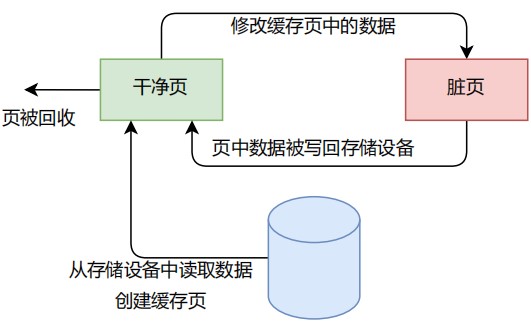 修改缓存页中的数据
干净页
脏页
页被回收
页中数据被写回存储设备
从存储设备中读取数据
创建缓存页